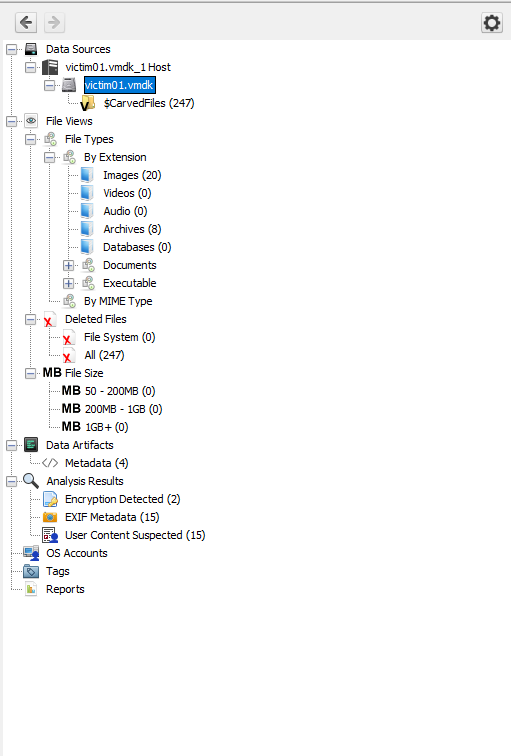 Data Sources
victim01.vmdk_1 Host
victim01.vmdk
$CarvedFiles (247)
File Views
File Types
By Extension
Images (20)
Videos (0)
Audio (0)
Archives (8)
Databases (0)
Documents
Executable
By MIME Type
Deleted Files
File System (0)
All (247)
MB File Size
MB 50 - 200MB (0)
MB 200MB - 1GB (0)
MB 1GB+ (0)
Data Artifacts
Metadata (4)
Analysis Results
Encryption Detected (2)
EXIF Metadata (15)
User Content Suspected (15)
OS Accounts
Tags
Reports